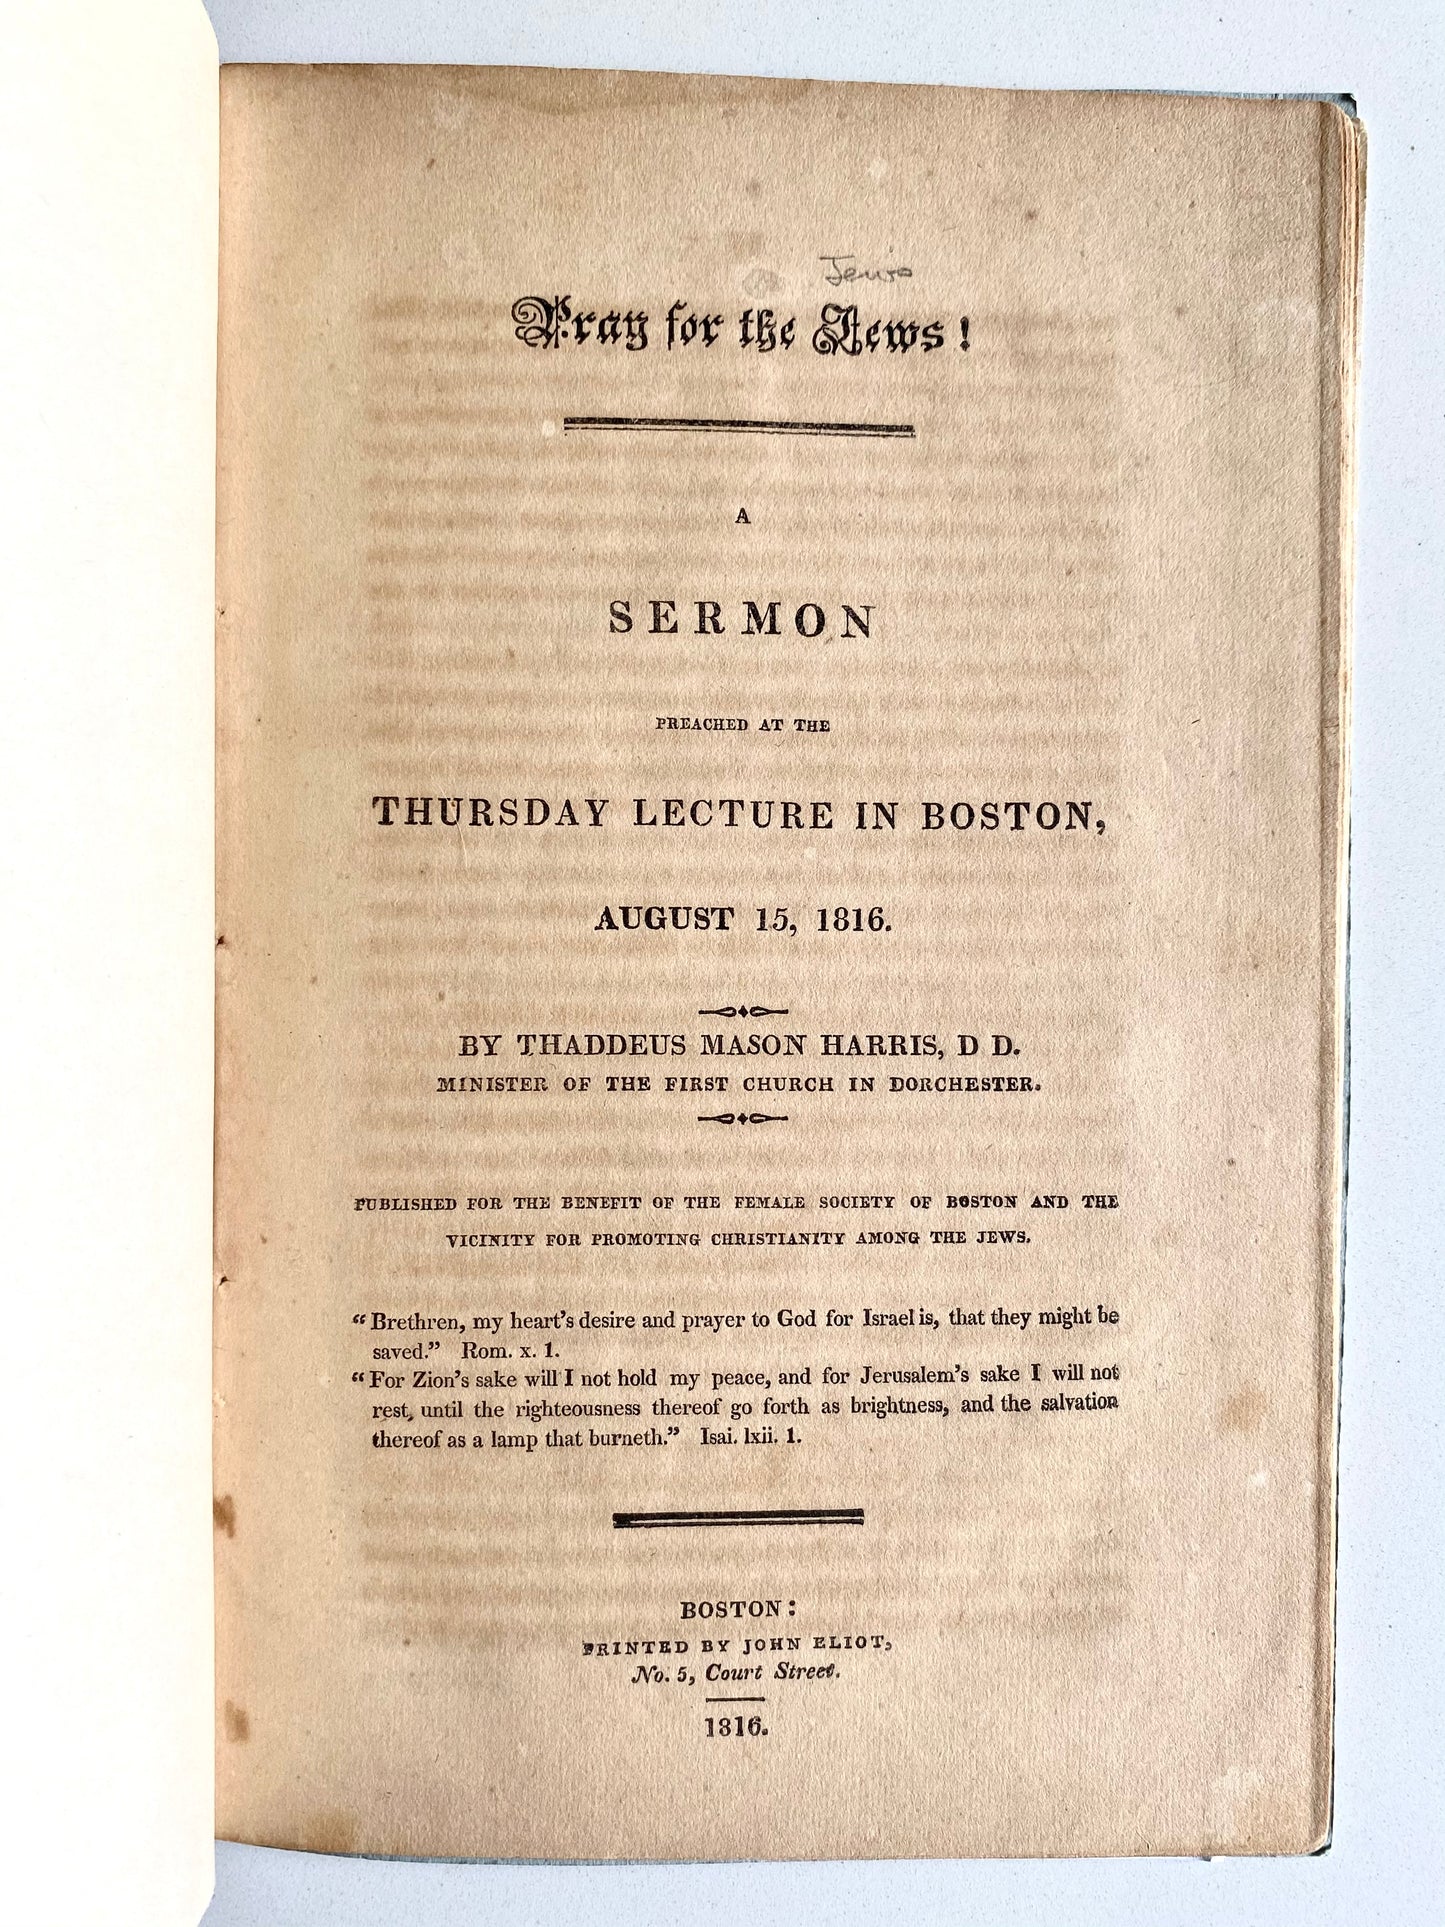 Jews
Pray for the Jews!
A
SERMON
PREACHED AT THE
THURSDAY LECTURE IN BOSTON,
AUGUST 15, 1816.
BY THADDEUS MASON HARRIS, D D.
MINISTER OF THE FIRST CHURCH IN DORCHESTER.
PUBLISHED FOR THE BENEFIT OF THE FEMALE SOCIETY OF BOSTON AND THE
VICINITY FOR PROMOTING CHRISTIANITY AMONG THE JEWS.
“Brethren, my heart's desire and prayer to God for Israel is, that they might be
saved.” Rom. x. 1.
“For Zion's sake will I not hold my peace, and for Jerusalem's sake I will not
rest, until the righteousness thereof go forth as brightness, and the salvation
thereof as a lamp that burneth.” Isai. lxii. 1.
BOSTON:
PRINTED BY JOHN ELIOT,
No. 5, Court Street.
1816.